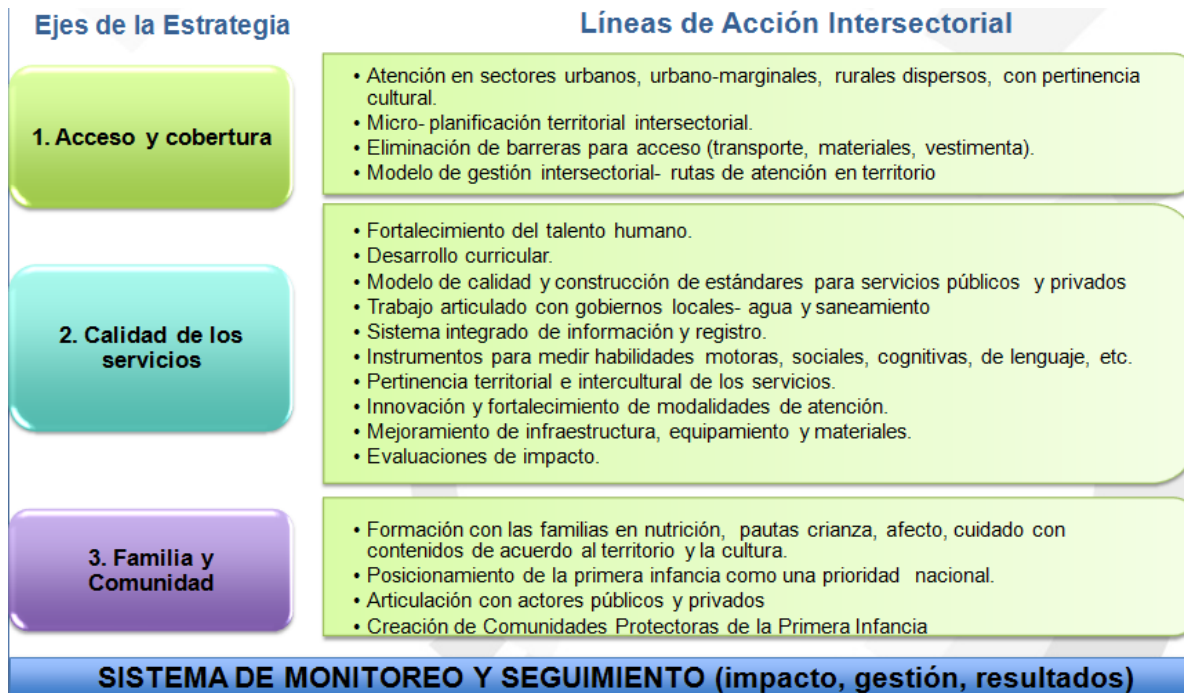 Ejes de la Estrategia
Líneas de Acción Intersectorial
1. Acceso y cobertura
• Atención en sectores urbanos, urbano-marginales, rurales dispersos, con pertinencia
cultural.
• Micro- planificación territorial intersectorial.
• Eliminación de barreras para acceso (transporte, materiales, vestimenta).
• Modelo de gestión intersectorial- rutas de atención en territorio
2. Calidad de los
servicios
• Fortalecimiento del talento humano.
• Desarrollo curricular.
• Modelo de calidad y construcción de estándares para servicios públicos y privados
• Trabajo articulado con gobiernos locales- agua y saneamiento
• Sistema integrado de información y registro.
• Instrumentos para medir habilidades motoras, sociales, cognitivas, de lenguaje, etc.
• Pertinencia territorial e intercultural de los servicios.
• Innovación y fortalecimiento de modalidades de atención.
• Mejoramiento de infraestructura, equipamiento y materiales.
• Evaluaciones de impacto.
3. Familia y
Comunidad
• Formación con las familias en nutrición, pautas crianza, afecto, cuidado con
contenidos de acuerdo al territorio y la cultura.
• Posicionamiento de la primera infancia como una prioridad nacional.
• Articulación con actores públicos y privados
• Creación de Comunidades Protectoras de la Primera Infancia
SISTEMA DE MONITOREO Y SEGUIMIENTO (impacto, gestión, resultados)